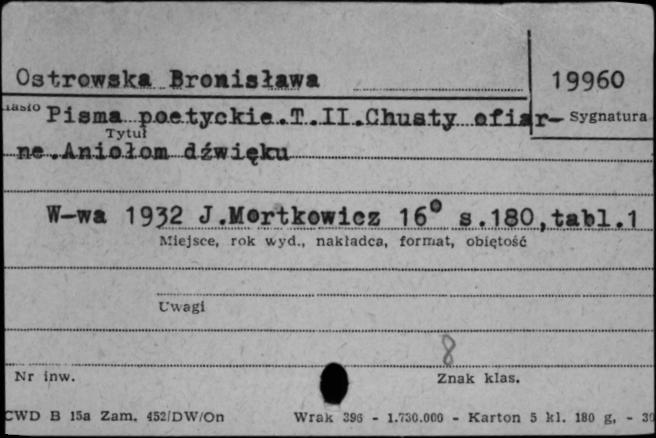 Ostrowska Bronisława 19960
Hasło Pisma poetyckie.T.II.Chusty ofiar- Sygnatura
Tytuł
ne.Aniołom dźwięku
W-wa 1932 J.Mortkowicz 16° s.180,tabl.1
Miejsce, rok wyd., nakładca, format, objętość
Uwagi
8
Nr inw. Znak klas.
CWD B 15a Zam. 452/DW/On Wrak 396 - 1.730.000 - Karton 5 kl. 180 g, - 30